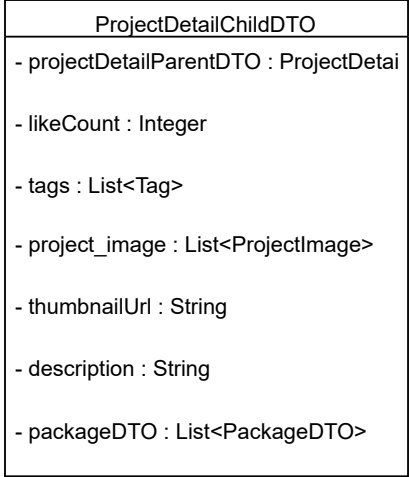 ProjectDetailChildDTO
- projectDetailParentDTO : ProjectDetai
- likeCount : Integer
- tags : List<Tag>
- project_image : List<ProjectImage>
- thumbnailUrl : String
- description : String
- packageDTO : List<PackageDTO>